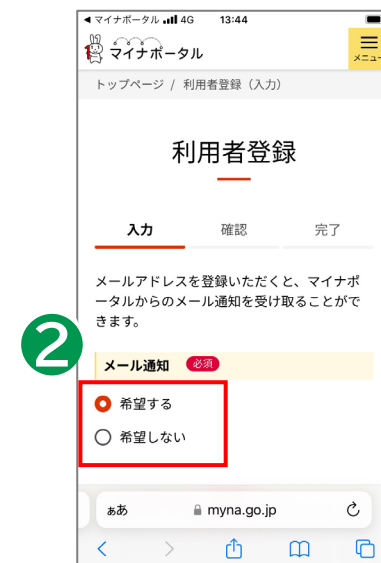 ◀ マイナポータル 4G 13:44
マイナポータル
メニュー
トップページ / 利用者登録（入力）
利用者登録
入力 確認 完了
メールアドレスを登録いただくと、マイナポ
ータルからのメール通知を受け取ることがで
きます。
2
メール通知 必須
希望する
希望しない
ぁあ myna.go.jp